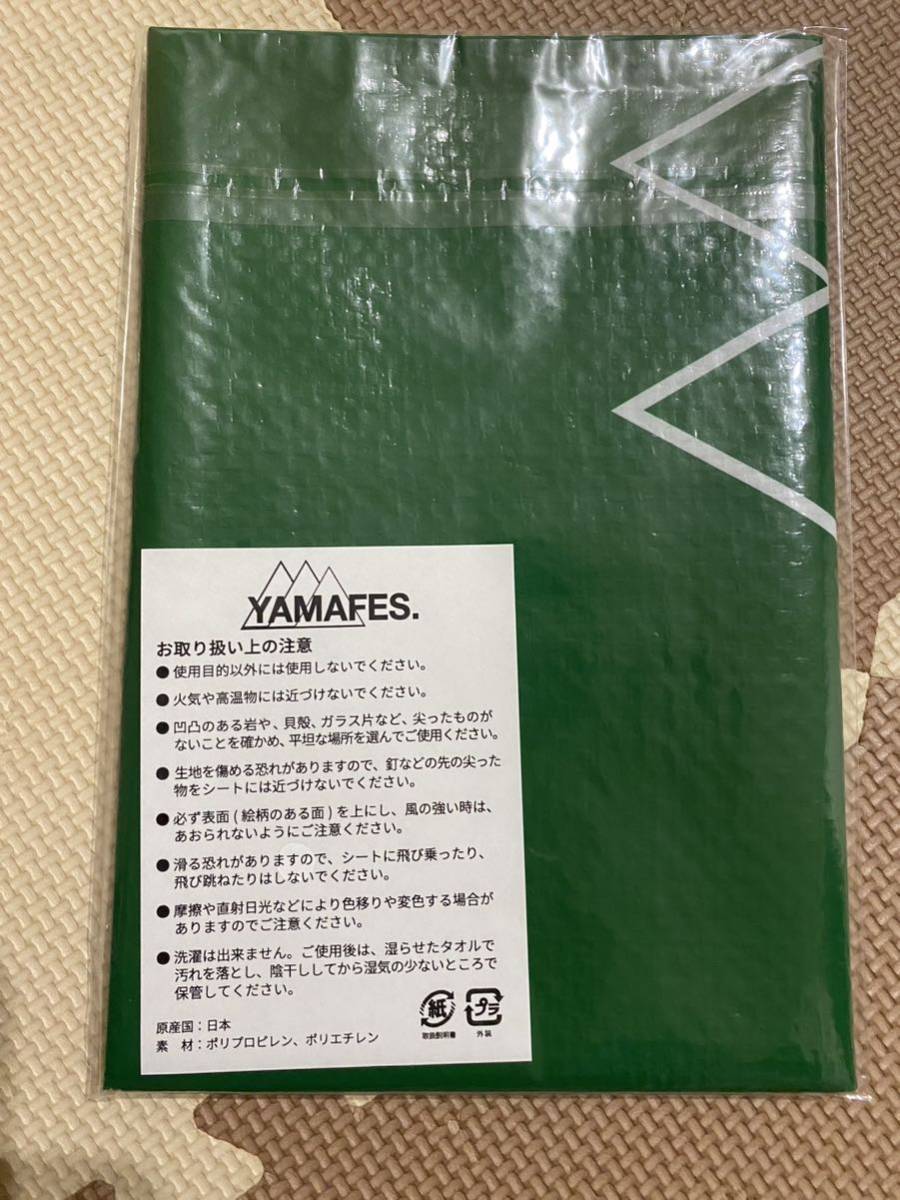 YAMAFES.
お取り扱い上の注意
●使用目的以外には使用しないでください。
●火気や高温物には近づけないでください。
●凹凸のある岩や、貝殻、ガラス片など、尖ったものが
ないことを確かめ、平坦な場所を選んでご使用ください。
●生地を傷める恐れがありますので、釘などの先の尖った
物をシートには近づけないでください。
●必ず表面(絵柄のある面)を上にし、風の強い時は、
あおられないようにご注意ください。
●滑る恐れがありますので、シートに飛び乗ったり、
飛び跳ねたりはしないでください。
●摩擦や直射日光などにより色移りや変色する場合が
ありますのでご注意ください。
●洗濯は出来ません。ご使用後は、湿らせたタオルで
汚れを落とし、陰干ししてから湿気の少ないところで
保管してください。
紙 プラ
取扱説明書 外装
原産国：日本
素　材：ポリプロピレン、ポリエチレン